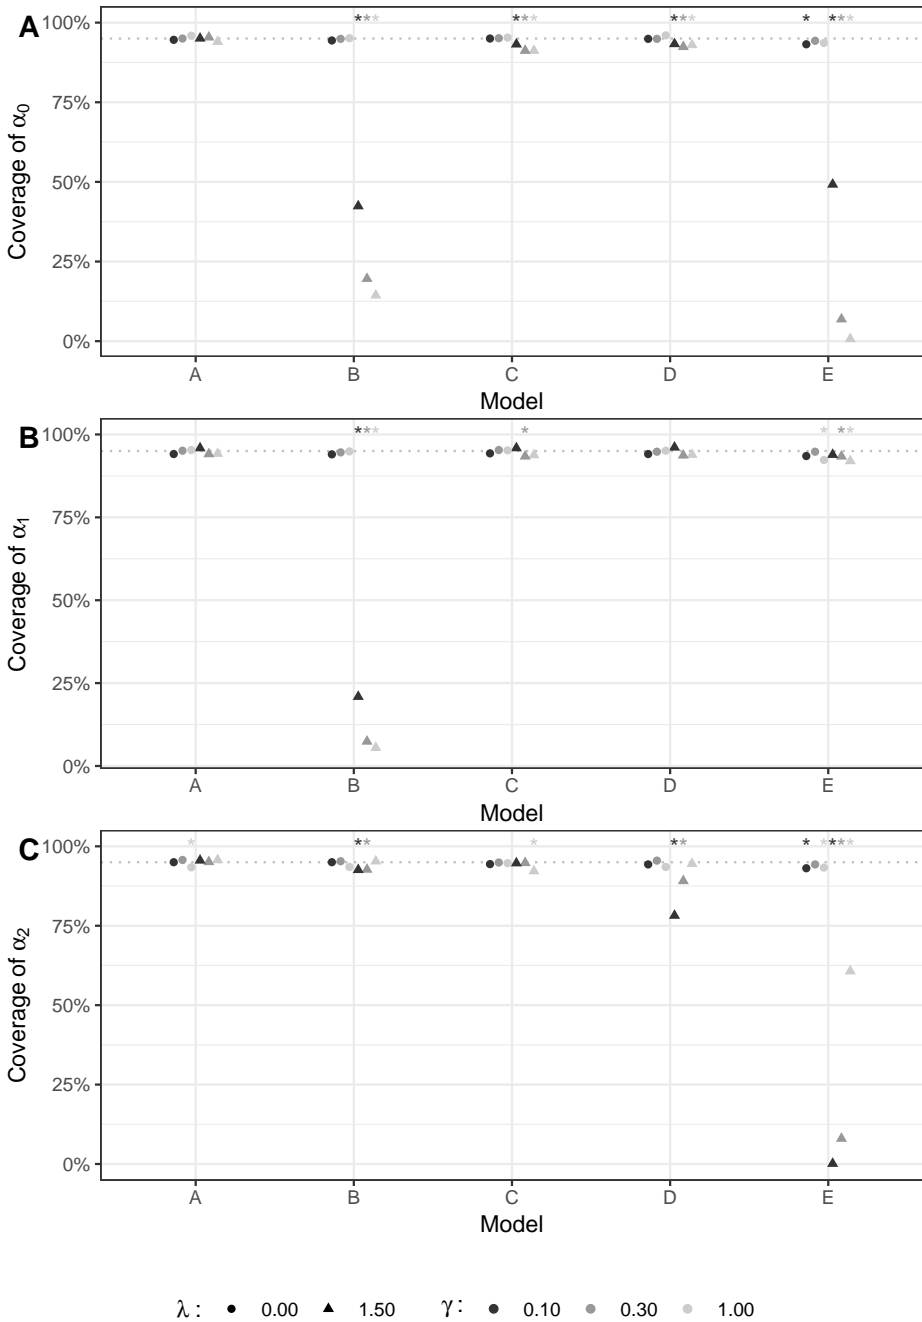 A
Coverage of α0
100%
75%
50%
25%
0%
*** *** *** * ***
A B C D E
Model
B
Coverage of α1
100%
75%
50%
25%
0%
*** * * **
A B C D E
Model
C
Coverage of α2
100%
75%
50%
25%
0%
* ** * ** * ****
A B C D E
Model
λ: 0.00 1.50 γ: 0.10 0.30 1.00